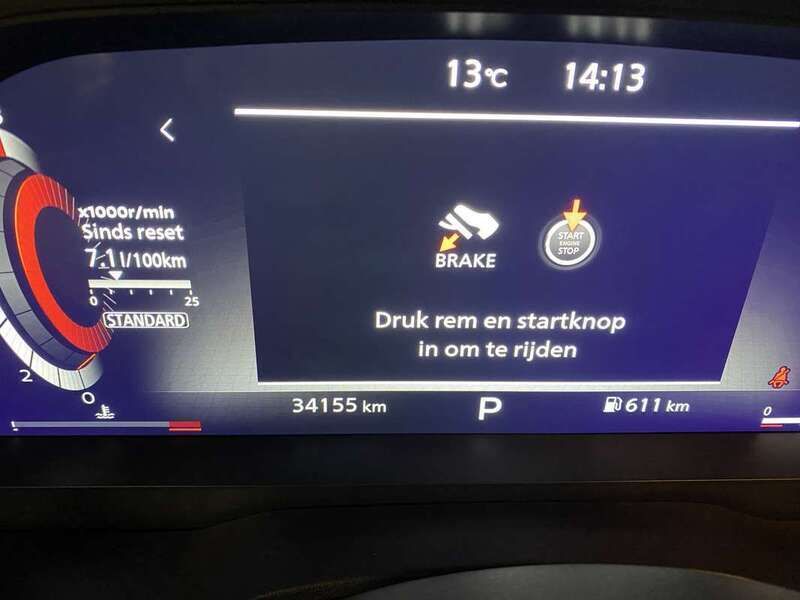 13°C 14:13
x1000r/min
Sinds reset
7.1 l/100km
0 25
STANDARD
BRAKE
START
ENGINE
STOP
Druk rem en startknop
in om te rijden
2
0
34155 km P 611 km
0